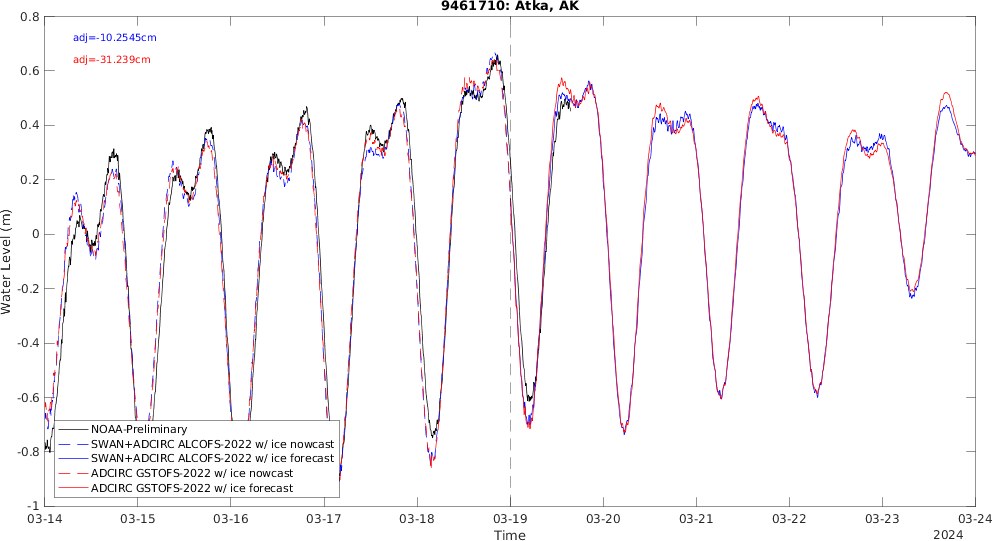 9461710: Atka, AK
adj=-10.2545cm
adj=-31.239cm
0.8
0.6
0.4
0.2
0
-0.2
-0.4
-0.6
-0.8
-1
Water Level (m)
NOAA-Preliminary
SWAN+ADCIRC ALCOFS-2022 w/ ice nowcast
SWAN+ADCIRC ALCOFS-2022 w/ ice forecast
ADCIRC GSTOFS-2022 w/ ice nowcast
ADCIRC GSTOFS-2022 w/ ice forecast
03-14 03-15 03-16 03-17 03-18 03-19 03-20 03-21 03-22 03-23 03-24
Time
2024